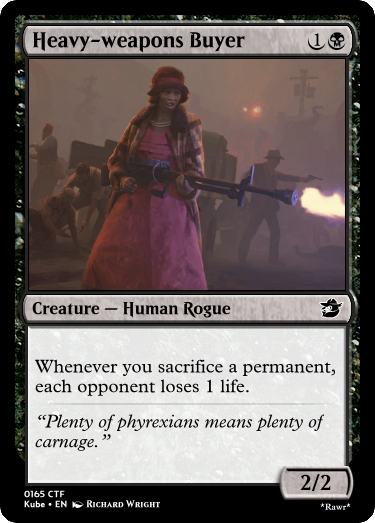 Heavy-weapons Buyer 1
Creature — Human Rogue
Whenever you sacrifice a permanent,
each opponent loses 1 life.
“Plenty of phyrexians means plenty of
carnage.”
2/2
0165 CTF
Kube • EN Richard Wright
*Rawr*